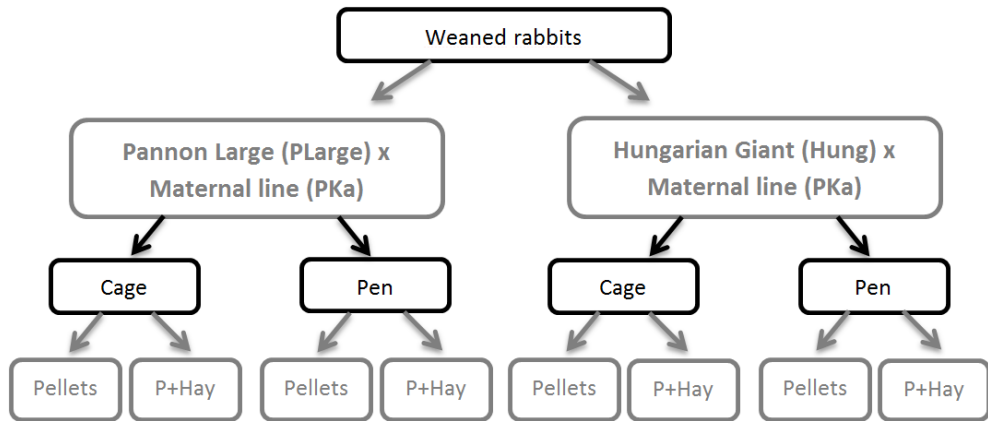 Weaned rabbits
Pannon Large (PLarge) x
Maternal line (PKa)
Hungarian Giant (Hung) x
Maternal line (PKa)
Cage
Pen
Cage
Pen
Pellets
P+Hay
Pellets
P+Hay
Pellets
P+Hay
Pellets
P+Hay